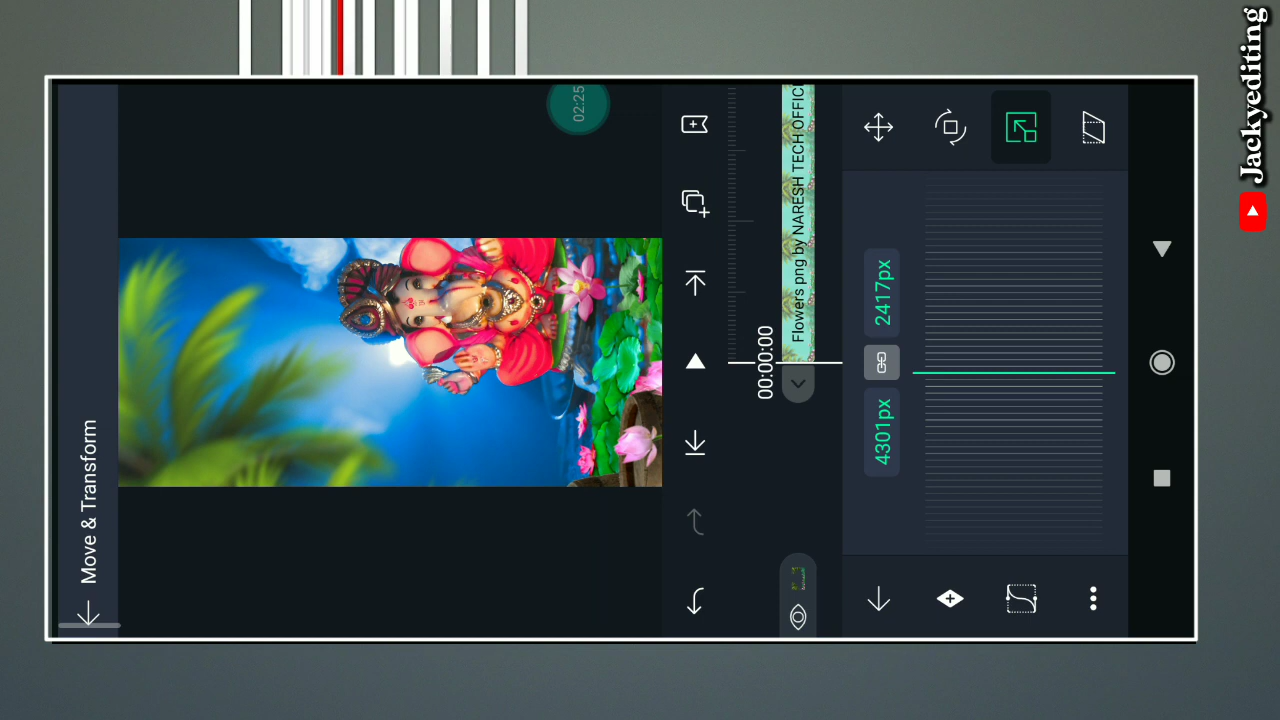 Move & Transform
02:25
00:00:00
Flowers png by NARESH TECH OFFIC
4301px
2417px
Jackyediting